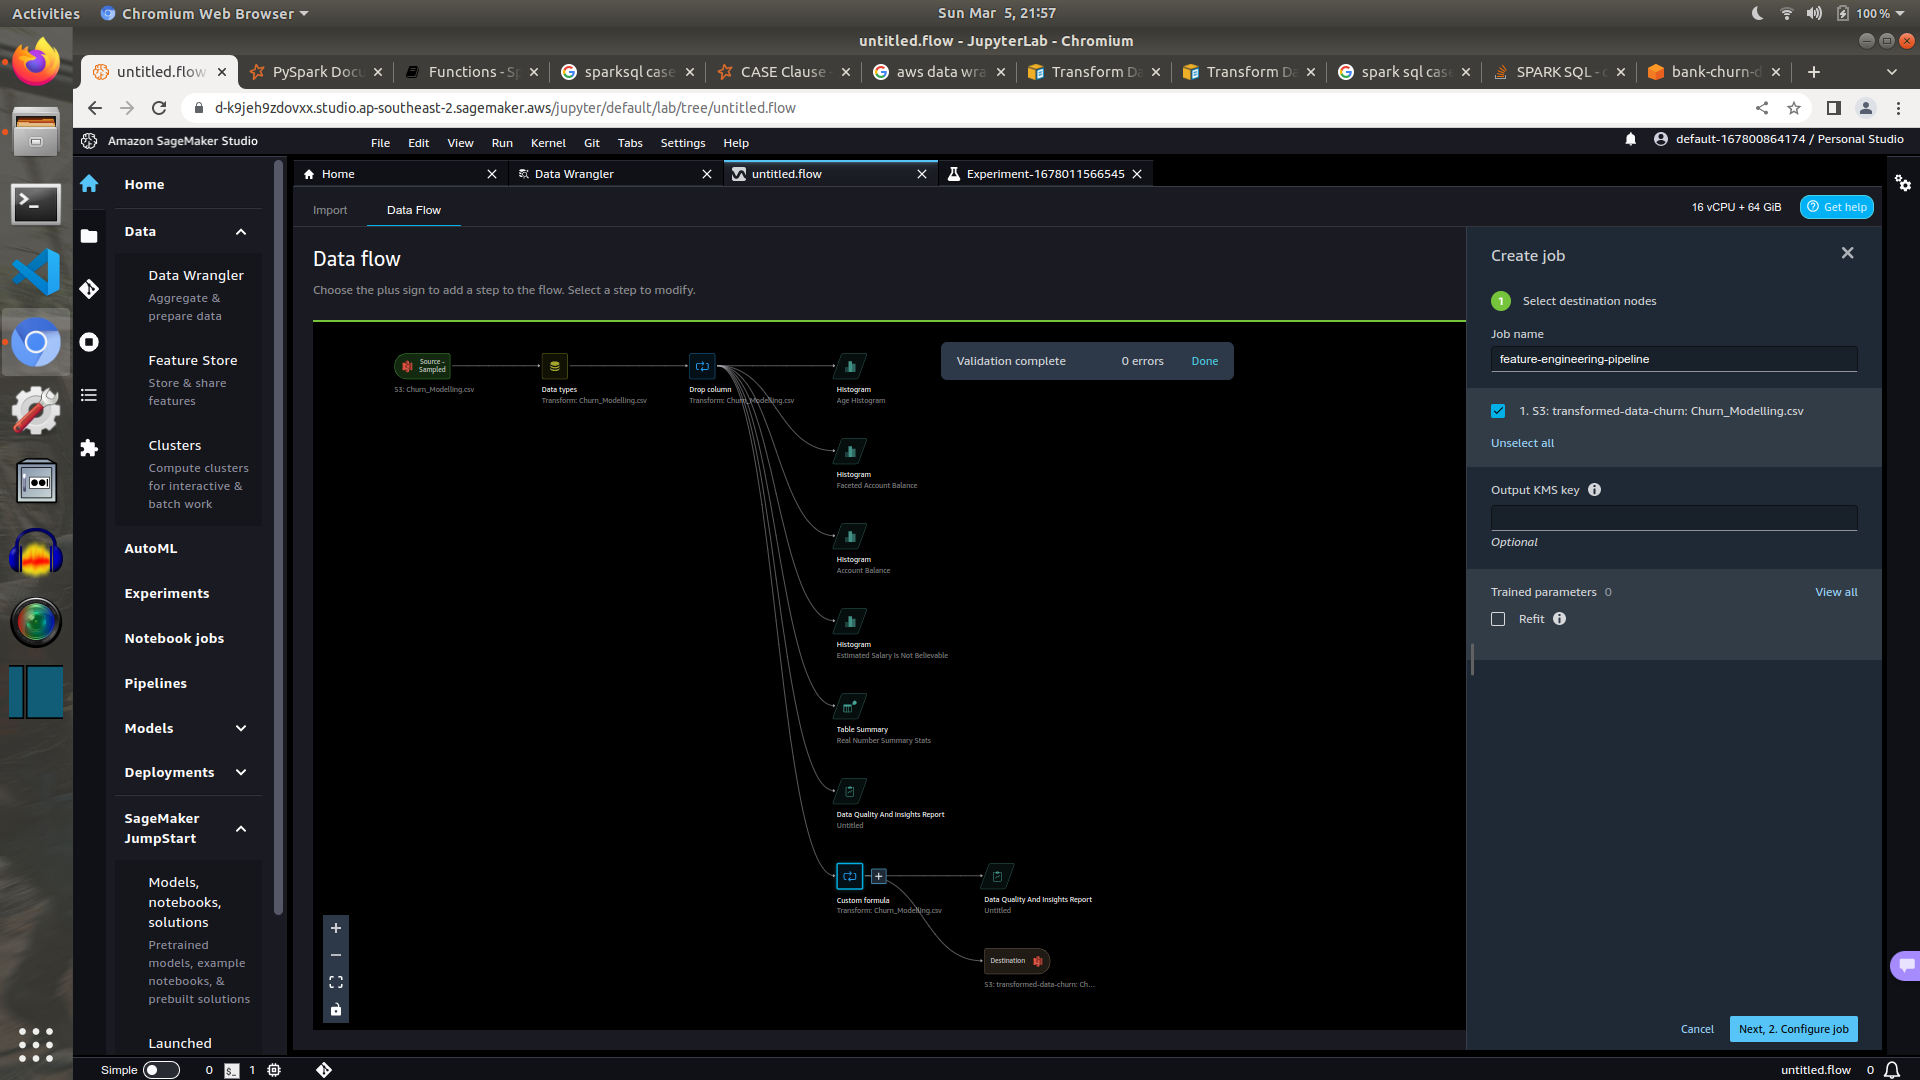 Activities
Chromium Web Browser
Sun Mar 5, 21:57
100 %
untitled.flow - JupyterLab - Chromium
untitled.flow
PySpark Docu
Functions - Sp
sparksql case
CASE Clause -
aws data wra
Transform Da
Transform Da
spark sql case
SPARK SQL - c
bank-churn-d
d-k9jeh9zdovxx.studio.ap-southeast-2.sagemaker.aws/jupyter/default/lab/tree/untitled.flow
Amazon SageMaker Studio
File Edit View Run Kernel Git Tabs Settings Help
default-167800864174 / Personal Studio
Home
Data
Data Wrangler
Aggregate &
prepare data
Feature Store
Store & share
features
Clusters
Compute clusters
for interactive &
batch work
AutoML
Experiments
Notebook jobs
Pipelines
Models
Deployments
SageMaker
JumpStart
Models,
notebooks,
solutions
Pretrained
models, example
notebooks, &
prebuilt solutions
Launched
Home
Data Wrangler
untitled.flow
Experiment-1678011566545
Import
Data Flow
16 vCPU + 64 GiB
Get help
Data flow
Choose the plus sign to add a step to the flow. Select a step to modify.
Source -
Sampled
S3: Churn_Modelling.csv
Data types
Transform: Churn_Modelling.csv
Drop column
Transform: Churn_Modelling.csv
Histogram
Age Histogram
Validation complete
0 errors
Done
Histogram
Faceted Account Balance
Histogram
Account Balance
Histogram
Estimated Salary Is Not Believable
Table Summary
Real Number Summary Stats
Data Quality And Insights Report
Untitled
Custom formula
Transform: Churn_Modelling.csv
Data Quality And Insights Report
Untitled
Destination
S3: transformed-data-churn: Ch...
Create job
1
Select destination nodes
Job name
feature-engineering-pipeline
1. S3: transformed-data-churn: Churn_Modelling.csv
Unselect all
Output KMS key
Optional
Trained parameters 0
View all
Refit
Cancel
Next, 2. Configure job
Simple
0
1
untitled.flow
0